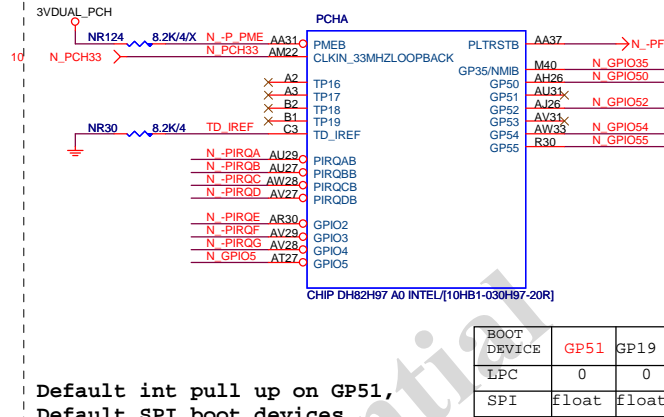 3VDUAL_PCH
PCHA
NR124 8.2K/4/X N_-P_PME AA31 PMEB PLTRSTB AA37
10 N_PCH33 N_PCH33 AM22 CLKIN_33MHZLOOPBACK
GP35/NMIB M40 N_GPIO35
A2 TP16 GP50 AH26 N_GPIO50
A3 TP17 GP51 AU31
B2 TP18 GP52 AJ26 N_GPIO52
B1 TP19 GP53 AV31
NR30 8.2K/4 TD_IREF C3 TD_IREF GP54 AW33 N_GPIO54
GP55 R30 N_GPIO55
N_-PIRQA AU29 PIRQAB
N_-PIRQB AU27 PIRQBB
N_-PIRQC AW28 PIRQCB
N_-PIRQD AV27 PIRQDB
N_-PIRQE AR30 GPIO2
N_-PIRQF AV29 GPIO3
N_-PIRQG AV28 GPIO4
N_GPIO5 AT27 GPIO5
CHIP DH82H97 A0 INTEL/[10HB1-030H97-20R]
BOOT DEVICE GP51 GP19
LPC 0 0
SPI float float
Default int pull up on GP51,
Default SPI boot devices